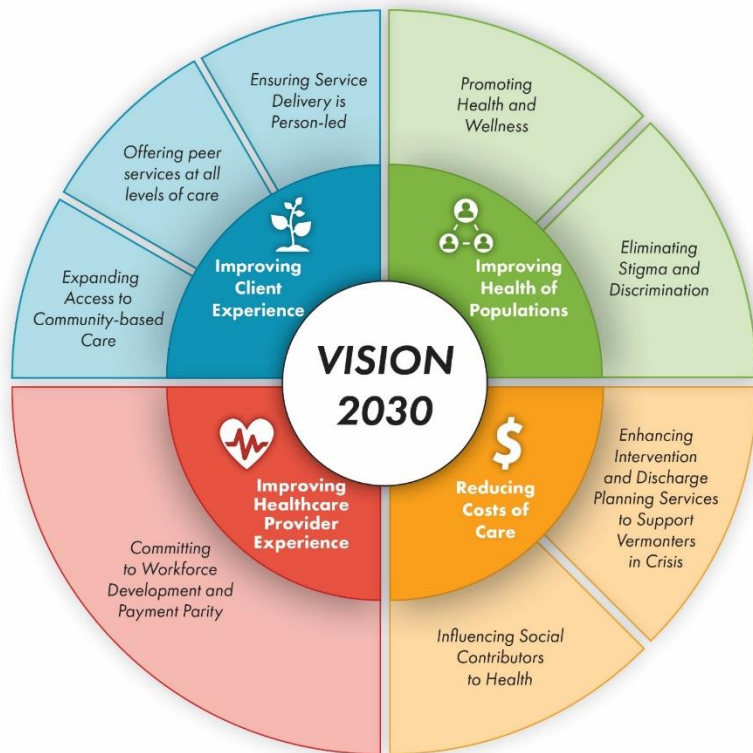 Ensuring Service
Delivery is
Person-led
Offering peer
services at all
levels of care
Expanding
Access to
Community-based
Care
Improving
Client
Experience
Promoting
Health and
Wellness
Eliminating
Stigma and
Discrimination
Improving
Health of
Populations
VISION
2030
Improving
Healthcare
Provider
Experience
Committing
to Workforce
Development and
Payment Parity
$
Reducing
Costs of
Care
Enhancing
Intervention
and Discharge
Planning Services
to Support
Vermonters
in Crisis
Influencing Social
Contributors
to Health